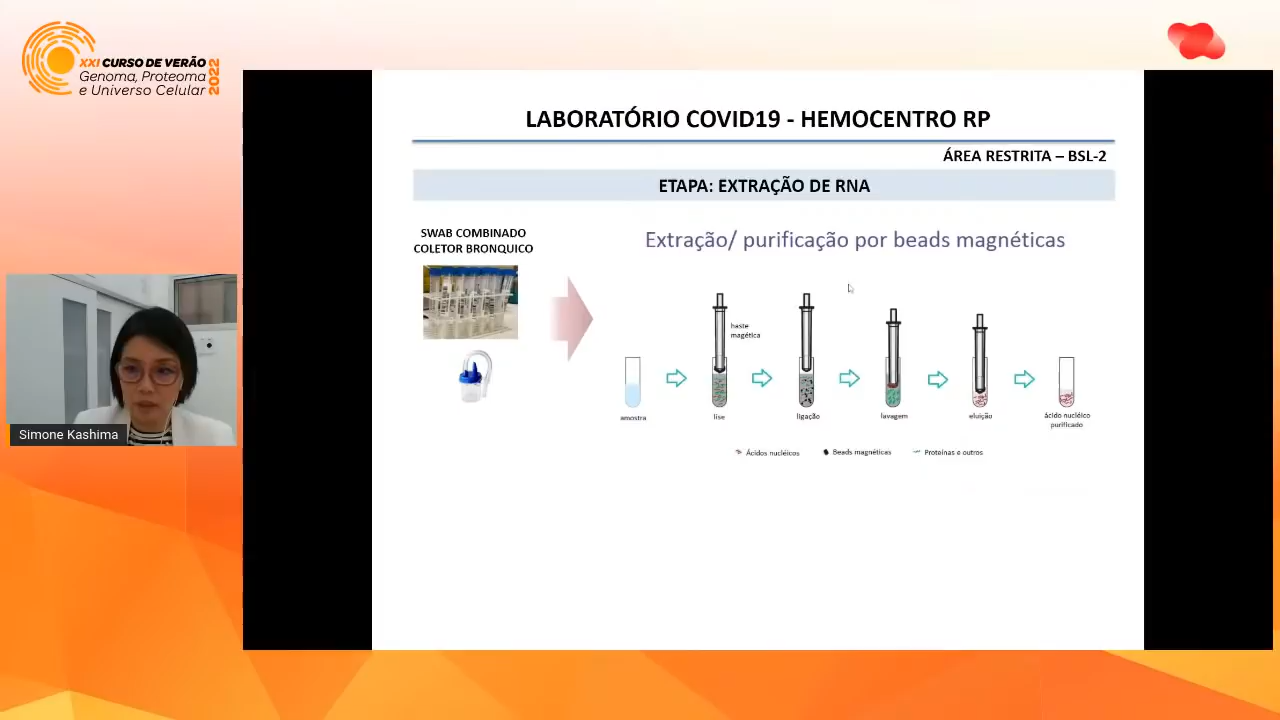 XXI CURSO DE VERÃO
Genoma, Proteoma
e Universo Celular
2022
LABORATÓRIO COVID19 - HEMOCENTRO RP
ÁREA RESTRITA – BSL-2
ETAPA: EXTRAÇÃO DE RNA
SWAB COMBINADO
COLETOR BRONQUICO
Extração/ purificação por beads magnéticas
haste
magética
amostra
lise
ligação
lavagem
eluição
ácido nucléico
purificado
Ácidos nucléicos
Beads magnéticas
Proteínas e outros
Simone Kashima